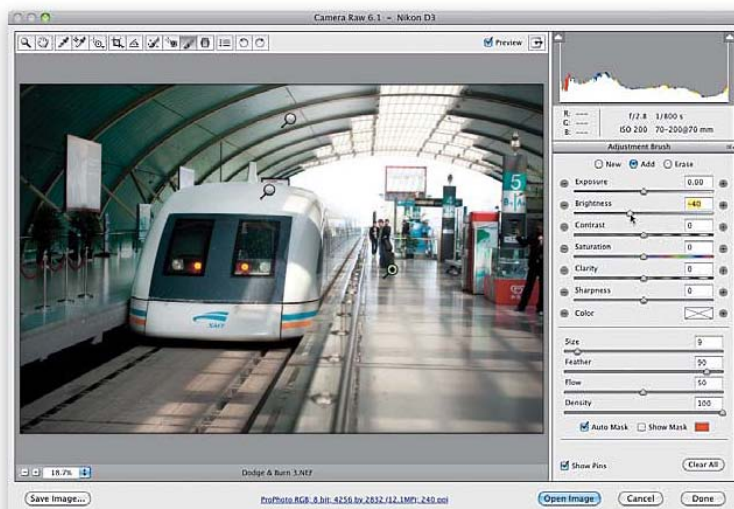 Camera Raw 6.1 – Nikon D3
Preview
R: ---
G: ---
B: ---
f/2.8 1/800 s
ISO 200 70-200@70 mm
Adjustment Brush
New Add Erase
Exposure 0.00
Brightness -40
Contrast 0
Saturation 0
Clarity 0
Sharpness 0
Color
Size 9
Feather 90
Flow 50
Density 100
Auto Mask Show Mask
Show Pins Clear All
5
SMT
18.7% Dodge & Burn 3.NEF
Save Image... ProPhoto RGB; 8 bit; 4256 by 2832 (12.1MP); 240 ppi Open Image Cancel Done